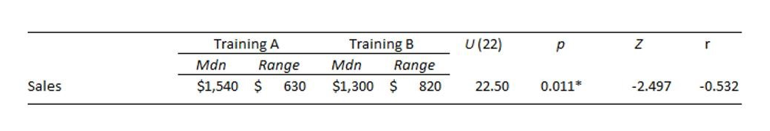 Training A Training B U (22) p Z r
Mdn Range Mdn Range
Sales $1,540 $ 630 $1,300 $ 820 22.50 0.011* -2.497 -0.532